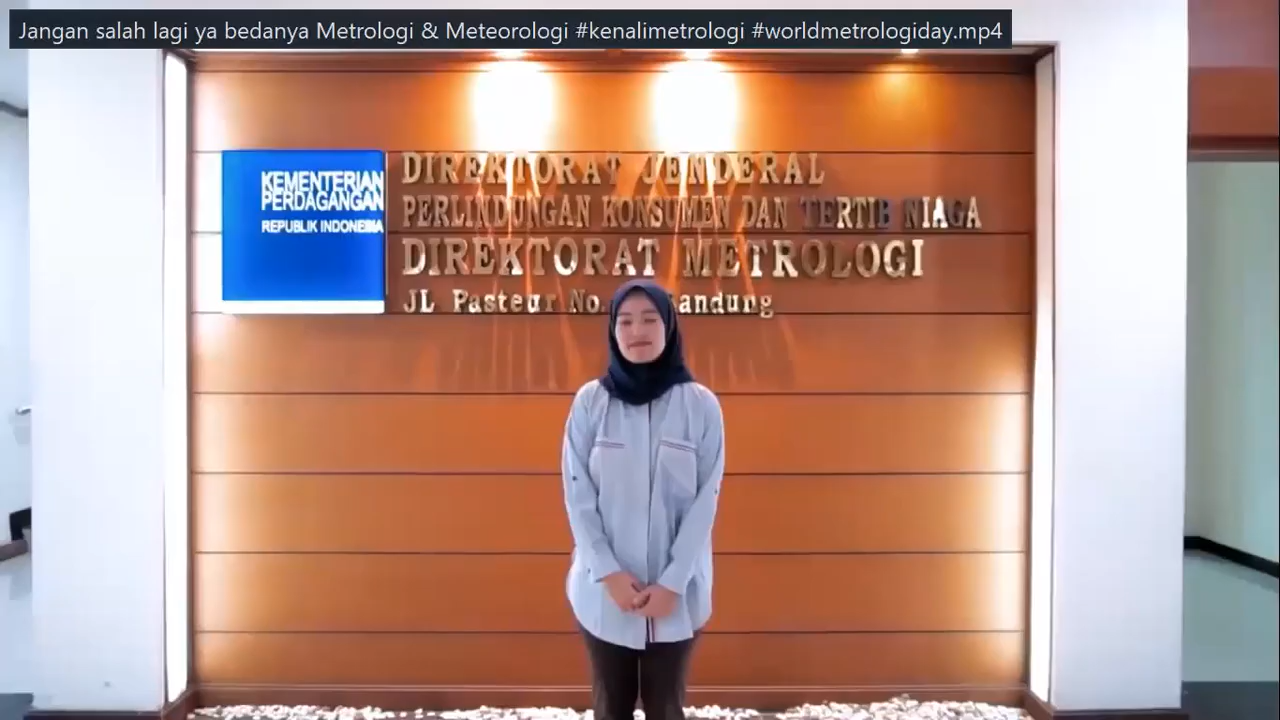 Jangan salah lagi ya bedanya Metrologi & Meteorologi #kenalimetrologi #worldmetrologiday.mp4
KEMENTERIAN
PERDAGANGAN
REPUBLIK INDONESIA
DIREKTORAT JENDERAL
PERLINDUNGAN KONSUMEN DAN TERTIB NIAGA
DIREKTORAT METROLOGI
JL Pasteur No.